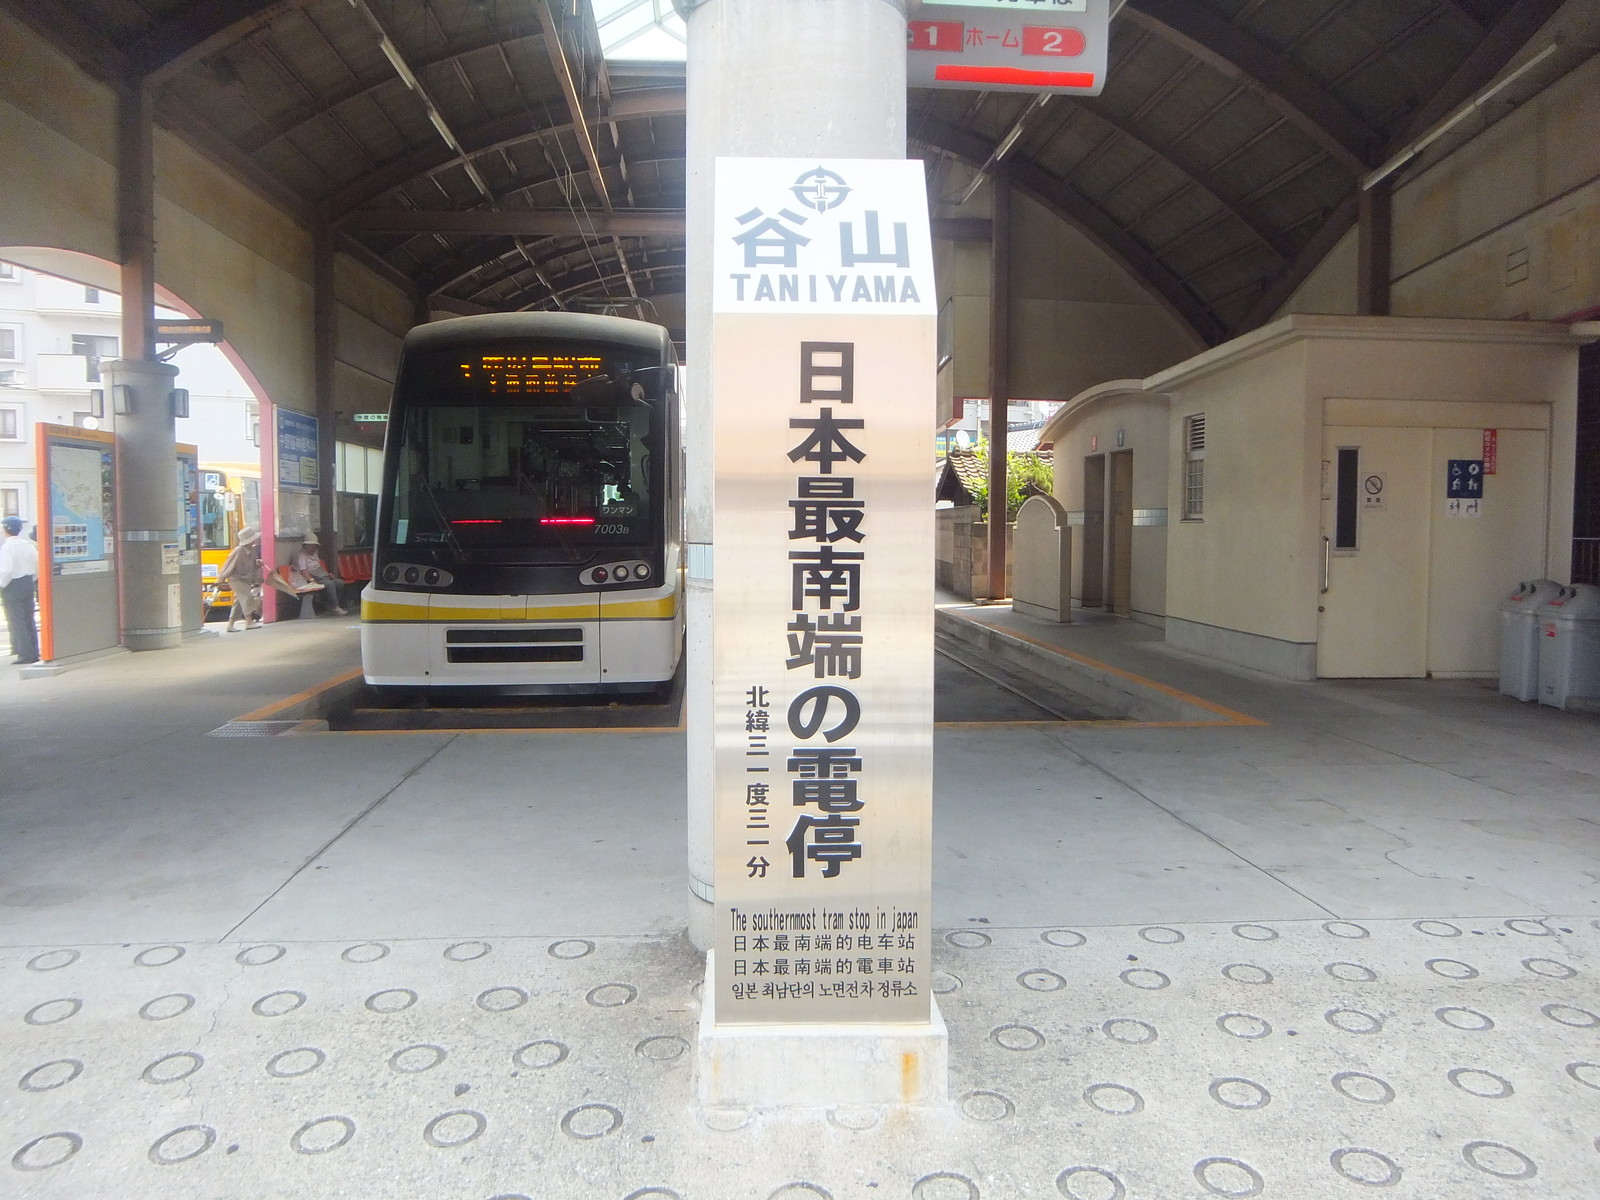 1 ホーム 2
谷山
TANIYAMA
日本最南端の電停
北緯三一度三一分
The southernmost tram stop in japan
日本最南端的电车站
日本最南端的電車站
일본 최남단의 노면전차 정류소
ワンマン
7003B